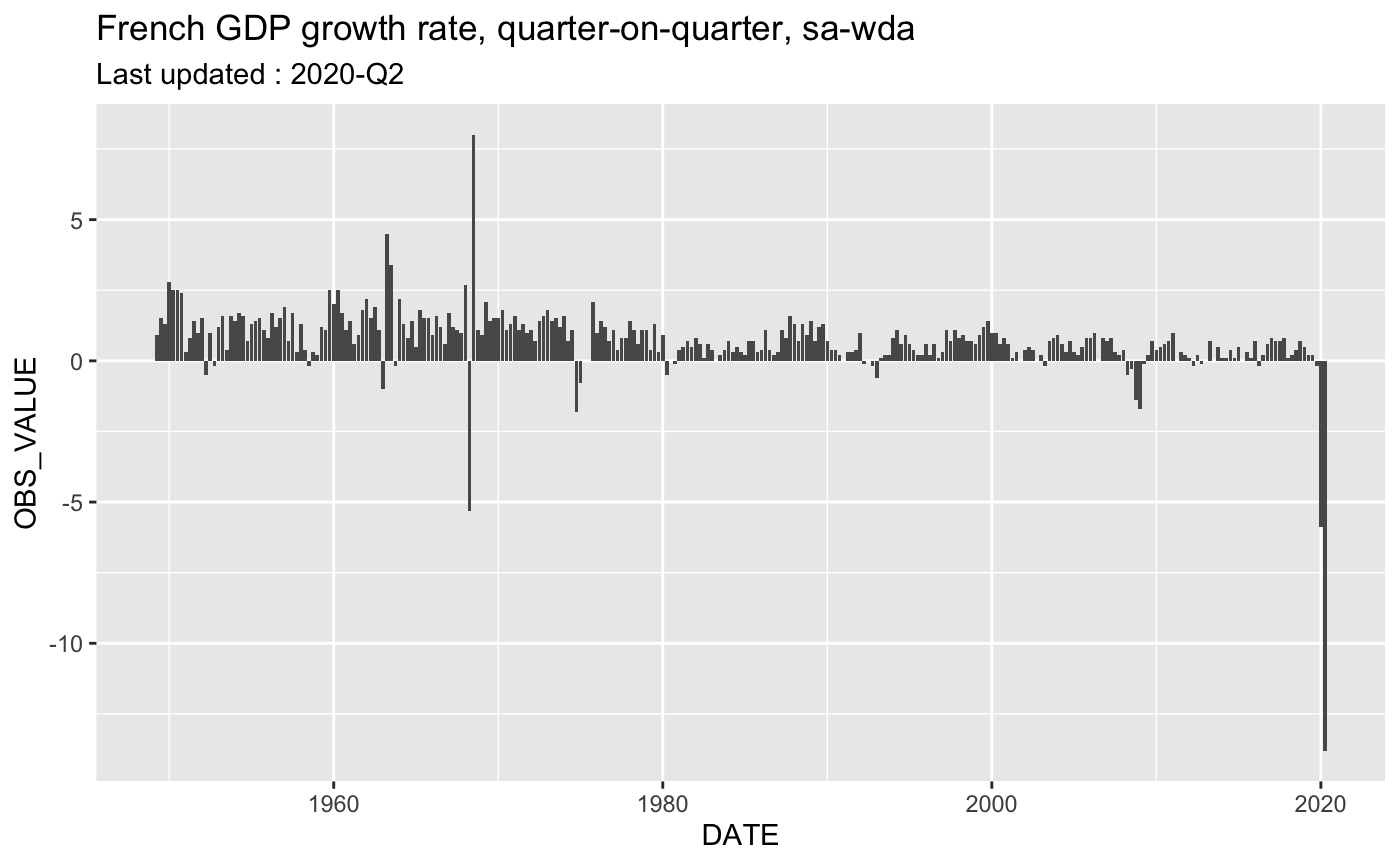 French GDP growth rate, quarter-on-quarter, sa-wda
Last updated : 2020-Q2
OBS_VALUE
5
0
-5
-10
1960
1980
2000
2020
DATE